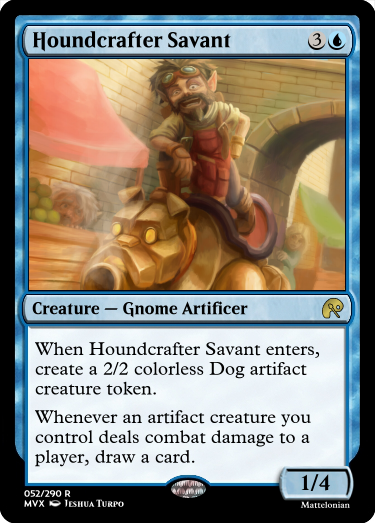 Houndcrafter Savant 3
Creature — Gnome Artificer
When Houndcrafter Savant enters,
create a 2/2 colorless Dog artifact
creature token.
Whenever an artifact creature you
control deals combat damage to a
player, draw a card.
1/4
052/290 R
MVX Jeshua Turpo
Mattelonian